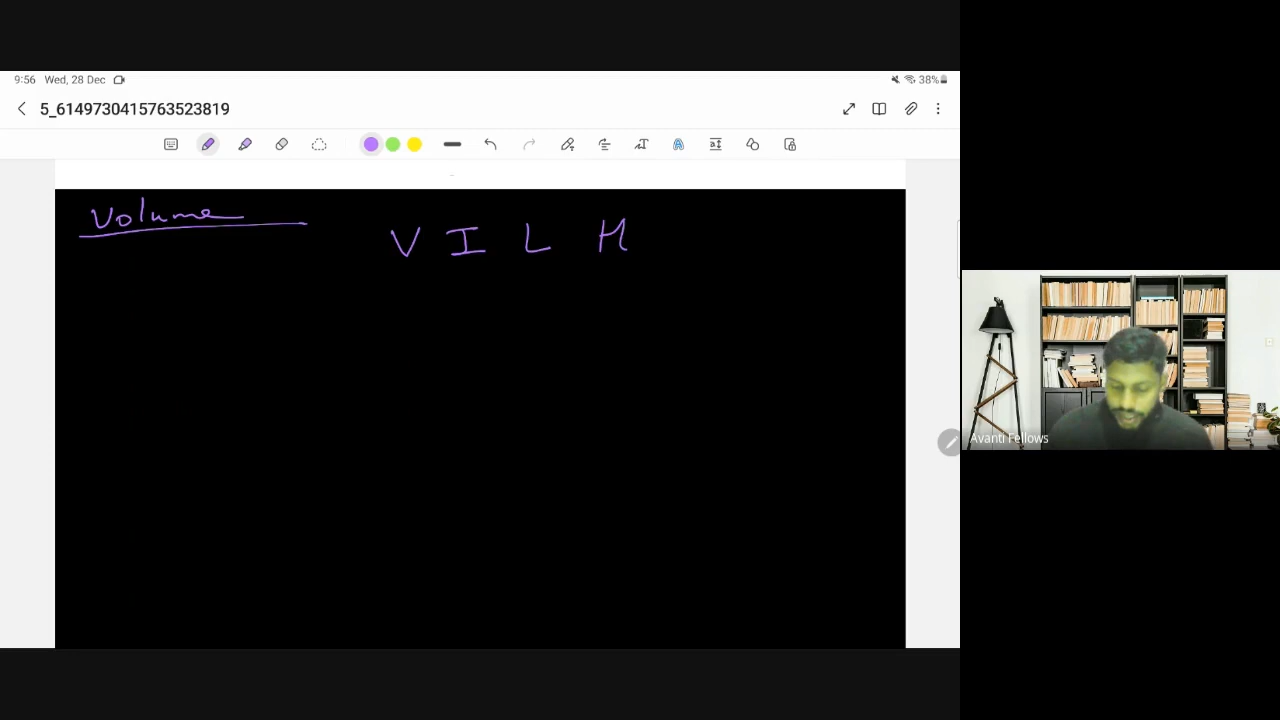 9:56 Wed, 28 Dec
38%
5_6149730415763523819
Volume
V I L H
Avanti Fellows